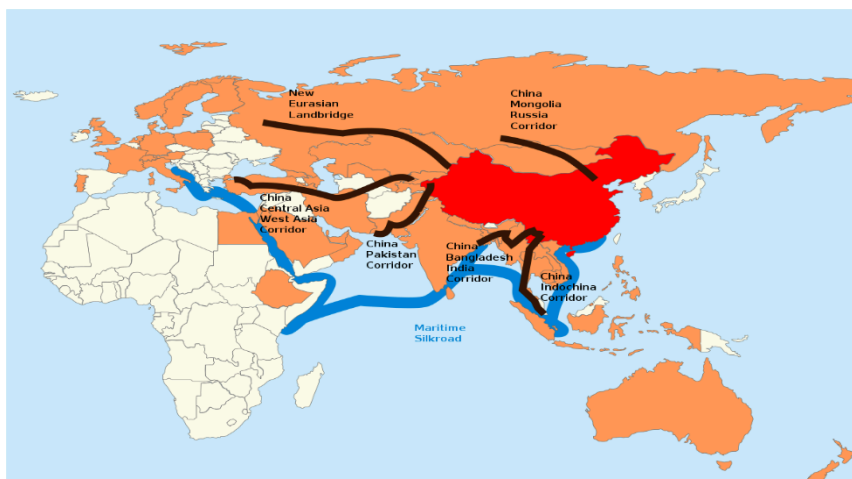 New
Eurasian
Landbridge
China
Mongolia
Russia
Corridor
China
Central Asia
West Asia
Corridor
China
Pakistan
Corridor
China
Bangladesh
India
Corridor
China
Indochina
Corridor
Maritime
Silkroad